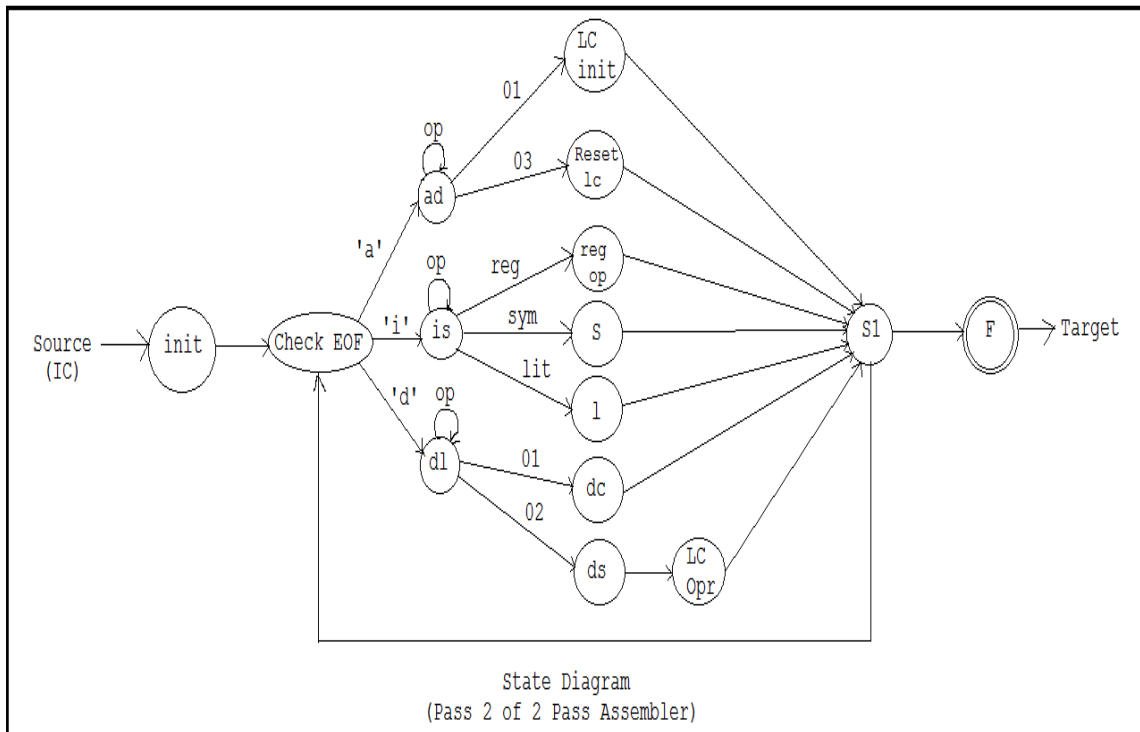 LC
init
01
op
03
Reset
lc
ad
'a'
op
reg
reg
op
Source
(IC)
init
Check EOF
'i'
is
sym
S
S1
F
Target
lit
l
'd'
op
dl
01
dc
02
ds
LC
Opr
State Diagram
(Pass 2 of 2 Pass Assembler)